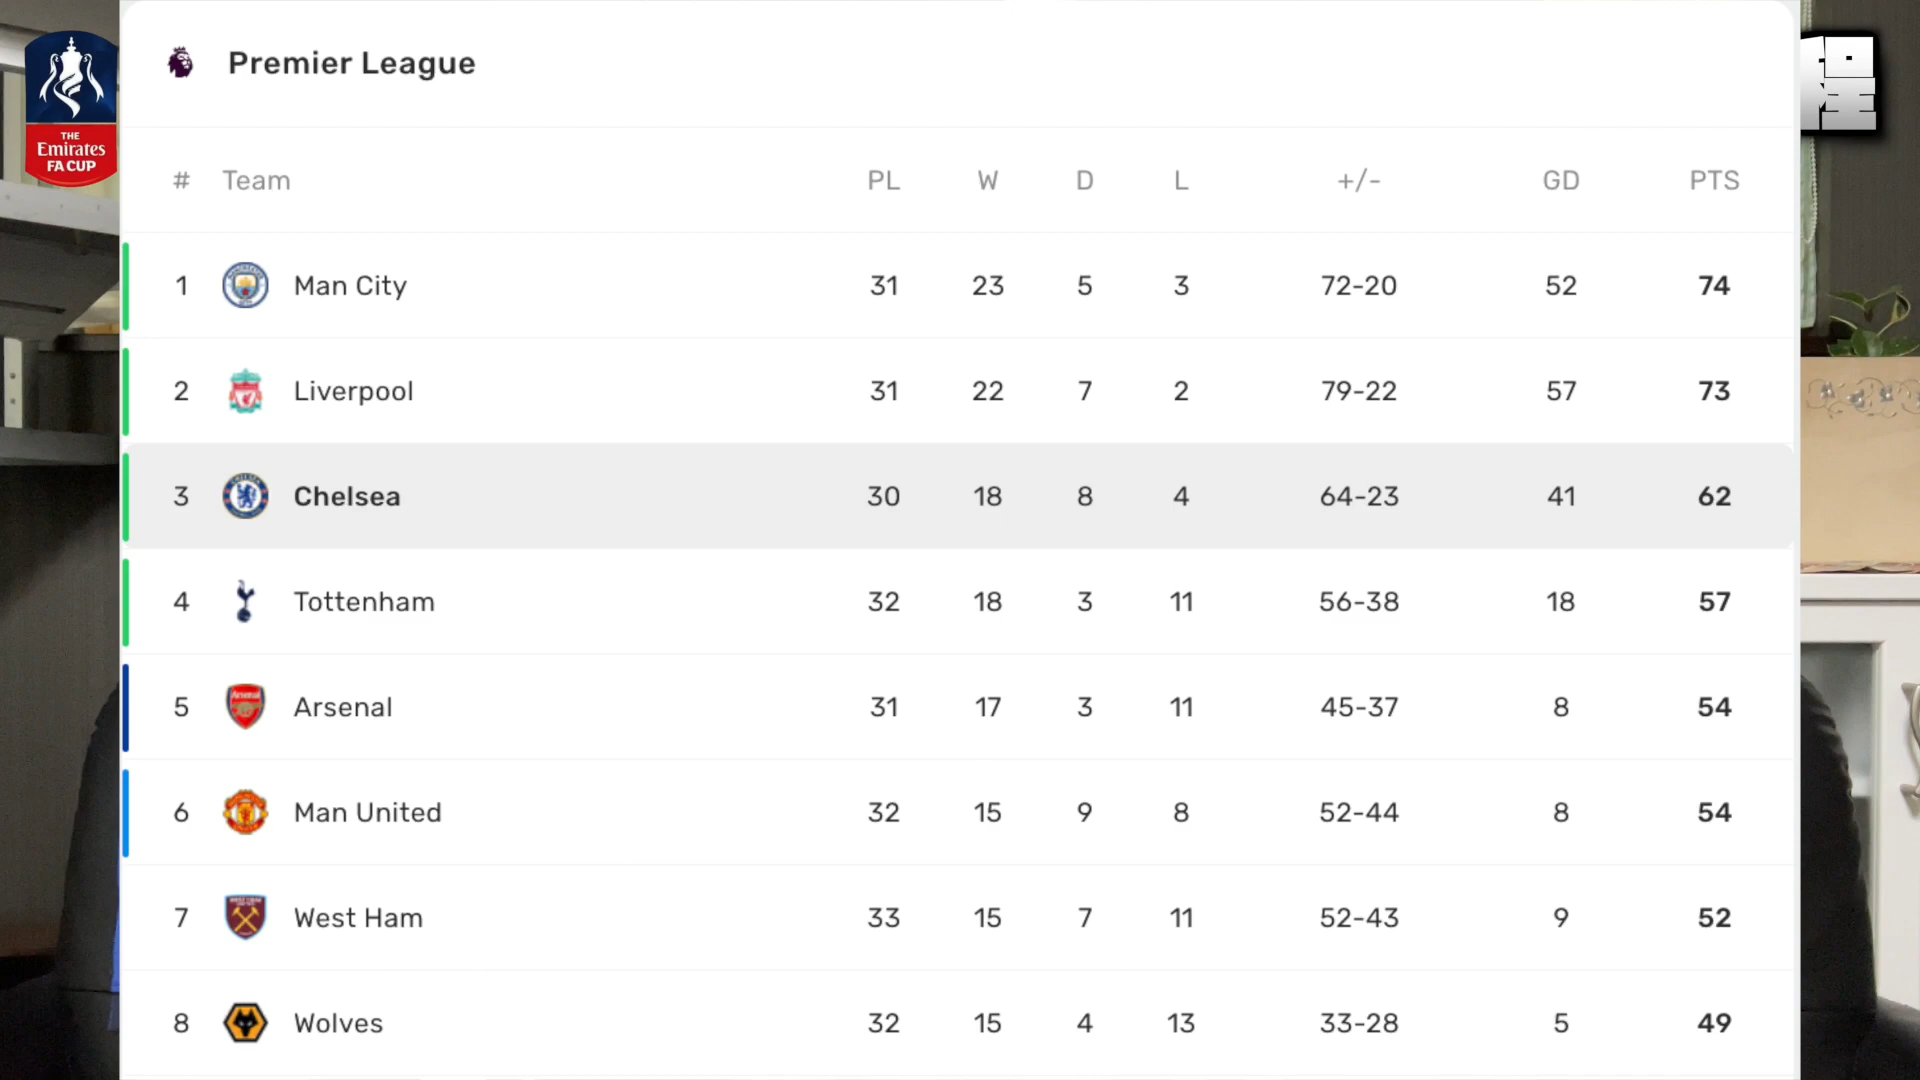 Premier League
THE
Emirates
FA CUP
# Team PL W D L +/- GD PTS
1 Man City 31 23 5 3 72-20 52 74
2 Liverpool 31 22 7 2 79-22 57 73
3 Chelsea 30 18 8 4 64-23 41 62
4 Tottenham 32 18 3 11 56-38 18 57
5 Arsenal 31 17 3 11 45-37 8 54
6 Man United 32 15 9 8 52-44 8 54
7 West Ham 33 15 7 11 52-43 9 52
8 Wolves 32 15 4 13 33-28 5 49